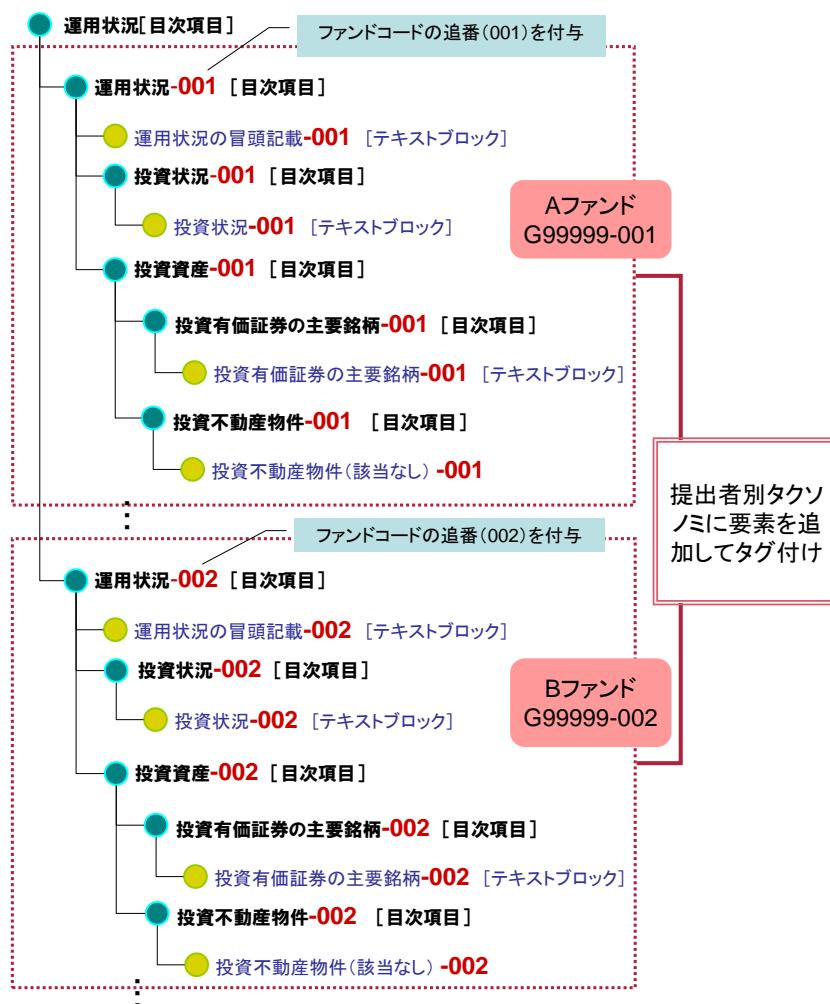 運用状況[目次項目]
ファンドコードの追番(001)を付与
運用状況-001 [目次項目]
運用状況の冒頭記載-001 [テキストブロック]
投資状況-001 [目次項目]
投資状況-001 [テキストブロック]
Aファンド
G99999-001
投資資産-001 [目次項目]
投資有価証券の主要銘柄-001 [目次項目]
投資有価証券の主要銘柄-001 [テキストブロック]
投資不動産物件-001 [目次項目]
投資不動産物件(該当なし) -001
提出者別タクソ
ノミに要素を追
加してタグ付け
ファンドコードの追番(002)を付与
運用状況-002 [目次項目]
運用状況の冒頭記載-002 [テキストブロック]
投資状況-002 [目次項目]
投資状況-002 [テキストブロック]
Bファンド
G99999-002
投資資産-002 [目次項目]
投資有価証券の主要銘柄-002 [目次項目]
投資有価証券の主要銘柄-002 [テキストブロック]
投資不動産物件-002 [目次項目]
投資不動産物件(該当なし) -002